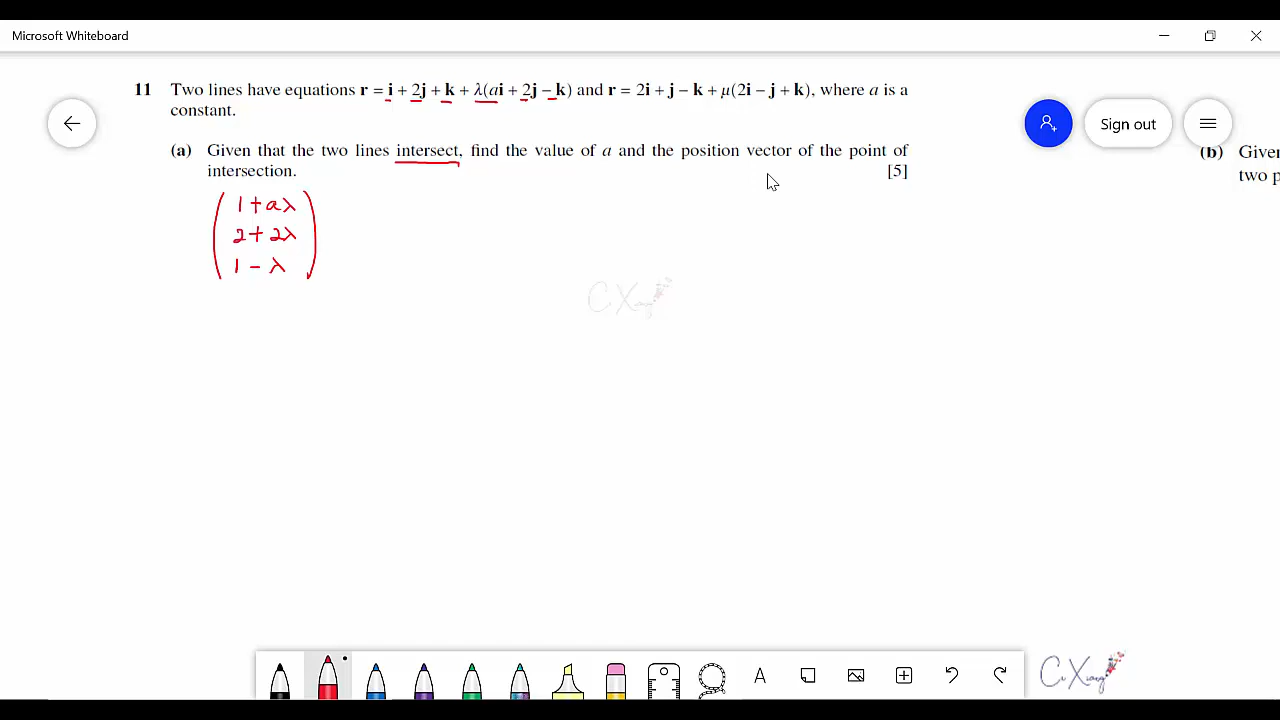 Microsoft Whiteboard
11 Two lines have equations r = i + 2j + k + λ(ai + 2j − k) and r = 2i + j − k + μ(2i − j + k), where a is a
constant.
Sign out
(a) Given that the two lines intersect, find the value of a and the position vector of the point of
intersection. [5]
(b) Given
two p
1 + aλ
2 + 2λ
1 − λ
A